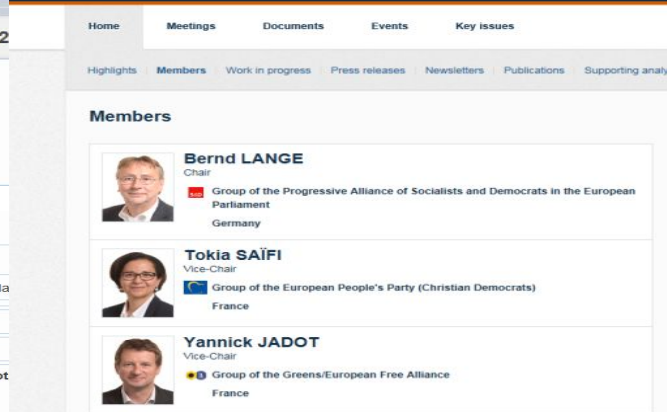 Home Meetings Documents Events Key issues
Highlights Members Work in progress Press releases Newsletters Publications Supporting analy
Members
Bernd LANGE
Chair
S&D Group of the Progressive Alliance of Socialists and Democrats in the European
Parliament
Germany
Tokia SAÏFI
Vice-Chair
Group of the European People's Party (Christian Democrats)
France
Yannick JADOT
Vice-Chair
Group of the Greens/European Free Alliance
France